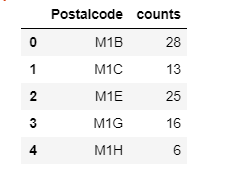 Postalcode counts
0 M1B 28
1 M1C 13
2 M1E 25
3 M1G 16
4 M1H 6